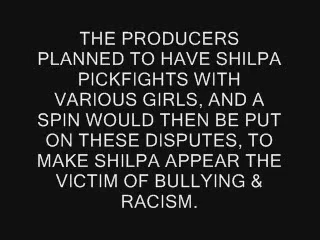 THE PRODUCERS
PLANNED TO HAVE SHILPA
PICKFIGHTS WITH
VARIOUS GIRLS, AND A
SPIN WOULD THEN BE PUT
ON THESE DISPUTES, TO
MAKE SHILPA APPEAR THE
VICTIM OF BULLYING &
RACISM.